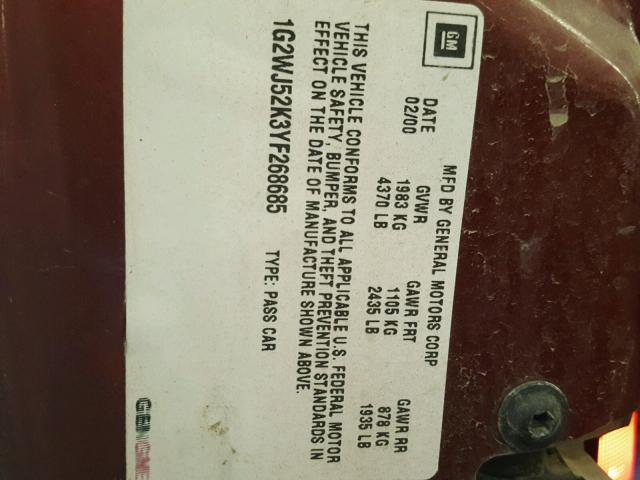 GM
MFD BY GENERAL MOTORS CORP
DATE GVWR GAWR FRT GAWR RR
02/00 1983 KG 1105 KG 878 KG
4370 LB 2435 LB 1935 LB
THIS VEHICLE CONFORMS TO ALL APPLICABLE U.S. FEDERAL MOTOR
VEHICLE SAFETY, BUMPER, AND THEFT PREVENTION STANDARDS IN
EFFECT ON THE DATE OF MANUFACTURE SHOWN ABOVE.
1G2WJ52K3YF268685 TYPE: PASS CAR